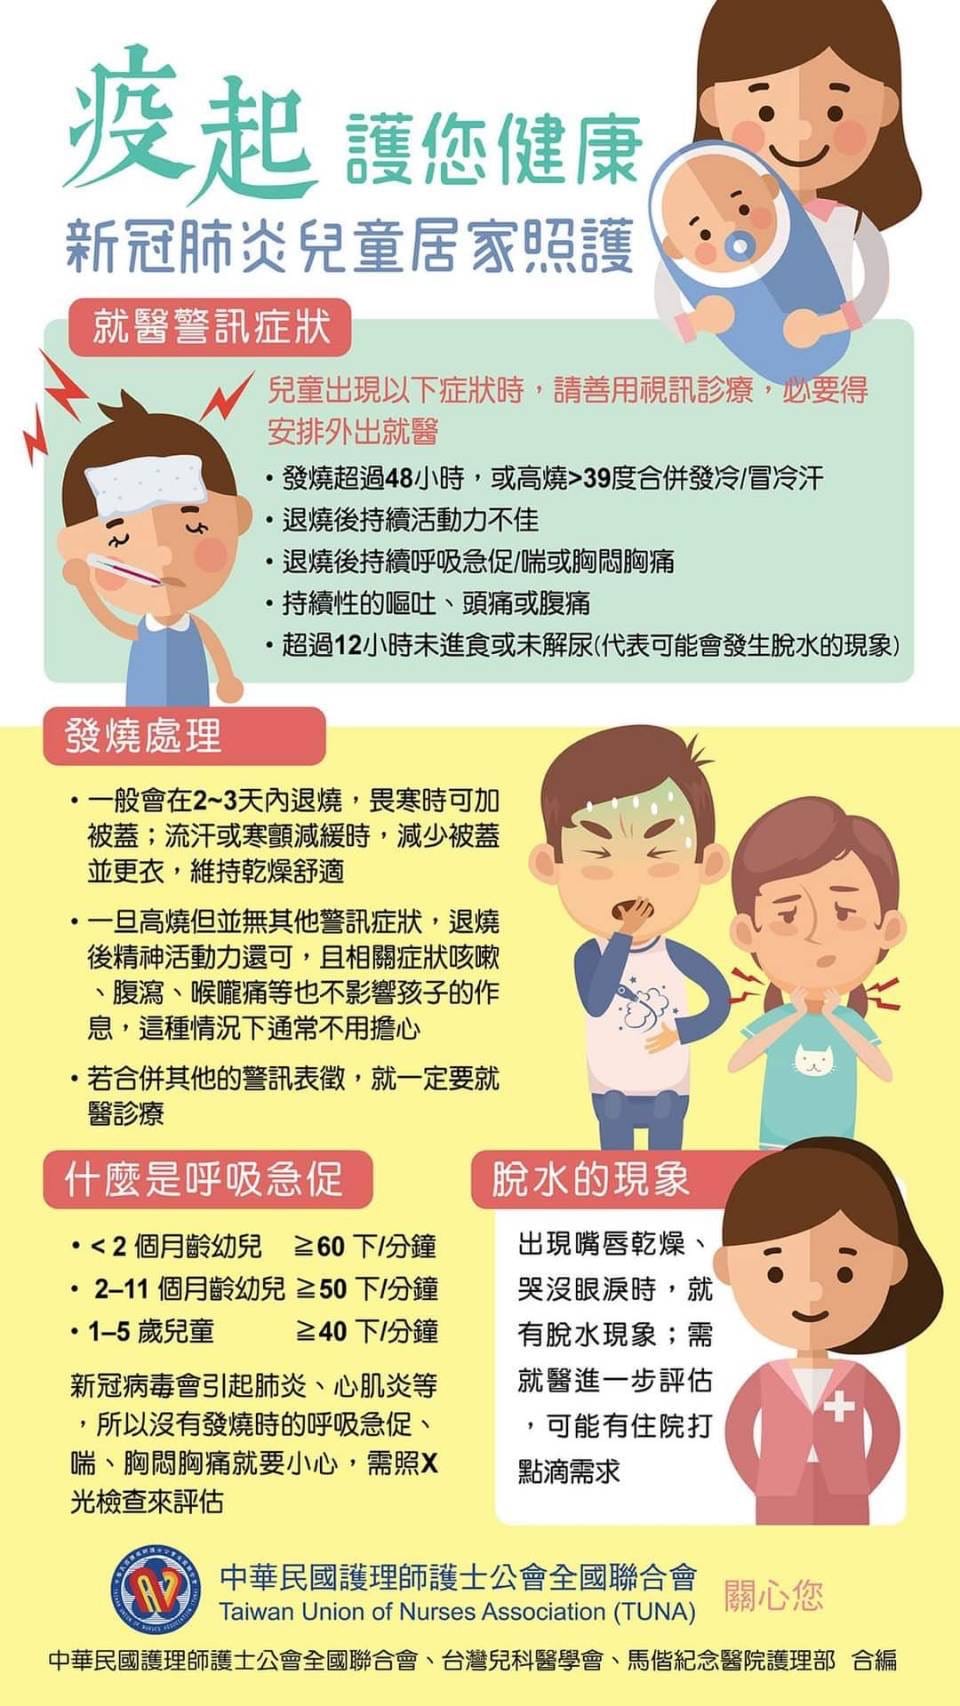 疫起 護您健康
新冠肺炎兒童居家照護
就醫警訊症狀
兒童出現以下症狀時，請善用視訊診療，必要得
安排外出就醫
•發燒超過48小時，或高燒>39度合併發冷/冒冷汗
•退燒後持續活動力不佳
•退燒後持續呼吸急促/喘或胸悶胸痛
•持續性的嘔吐、頭痛或腹痛
•超過12小時未進食或未解尿(代表可能會發生脫水的現象)
發燒處理
•一般會在2~3天內退燒，畏寒時可加
被蓋；流汗或寒顫減緩時，減少被蓋
並更衣，維持乾燥舒適
•一旦高燒但並無其他警訊症狀，退燒
後精神活動力還可，且相關症狀咳嗽
、腹瀉、喉嚨痛等也不影響孩子的作
息，這種情況下通常不用擔心
•若合併其他的警訊表徵，就一定要就
醫診療
什麼是呼吸急促
•< 2 個月齡幼兒 ≧60 下/分鐘
• 2–11 個月齡幼兒 ≧50 下/分鐘
•1–5 歲兒童 ≧40 下/分鐘
新冠病毒會引起肺炎、心肌炎等
，所以沒有發燒時的呼吸急促、
喘、胸悶胸痛就要小心，需照X
光檢查來評估
脫水的現象
出現嘴唇乾燥、
哭沒眼淚時，就
有脫水現象；需
就醫進一步評估
，可能有住院打
點滴需求
中華民國護理師護士公會全國聯合會
Taiwan Union of Nurses Association (TUNA)
關心您
中華民國護理師護士公會全國聯合會、台灣兒科醫學會、馬偕紀念醫院護理部 合編